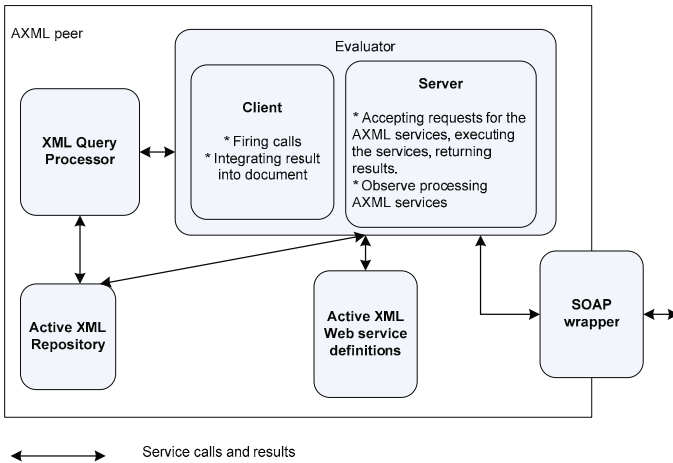 AXML peer
Evaluator
Client
* Firing calls
* Integrating result
into document
Server
* Accepting requests for the
AXML services, executing
the services, returning
results.
* Observe processing
AXML services
XML Query
Processor
Active XML
Repository
Active XML
Web service
definitions
SOAP
wrapper
Service calls and results